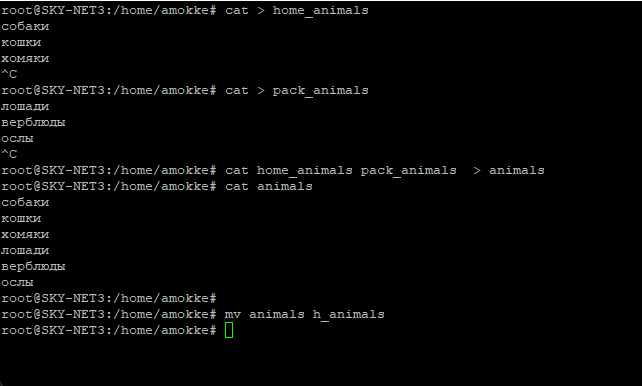 root@SKY-NET3:/home/amokke# cat > home_animals
собаки
кошки
хомяки
^C
root@SKY-NET3:/home/amokke# cat > pack_animals
лошади
верблюды
ослы
^C
root@SKY-NET3:/home/amokke# cat home_animals pack_animals  > animals
root@SKY-NET3:/home/amokke# cat animals
собаки
кошки
хомяки
лошади
верблюды
ослы
root@SKY-NET3:/home/amokke#
root@SKY-NET3:/home/amokke# mv animals h_animals
root@SKY-NET3:/home/amokke#